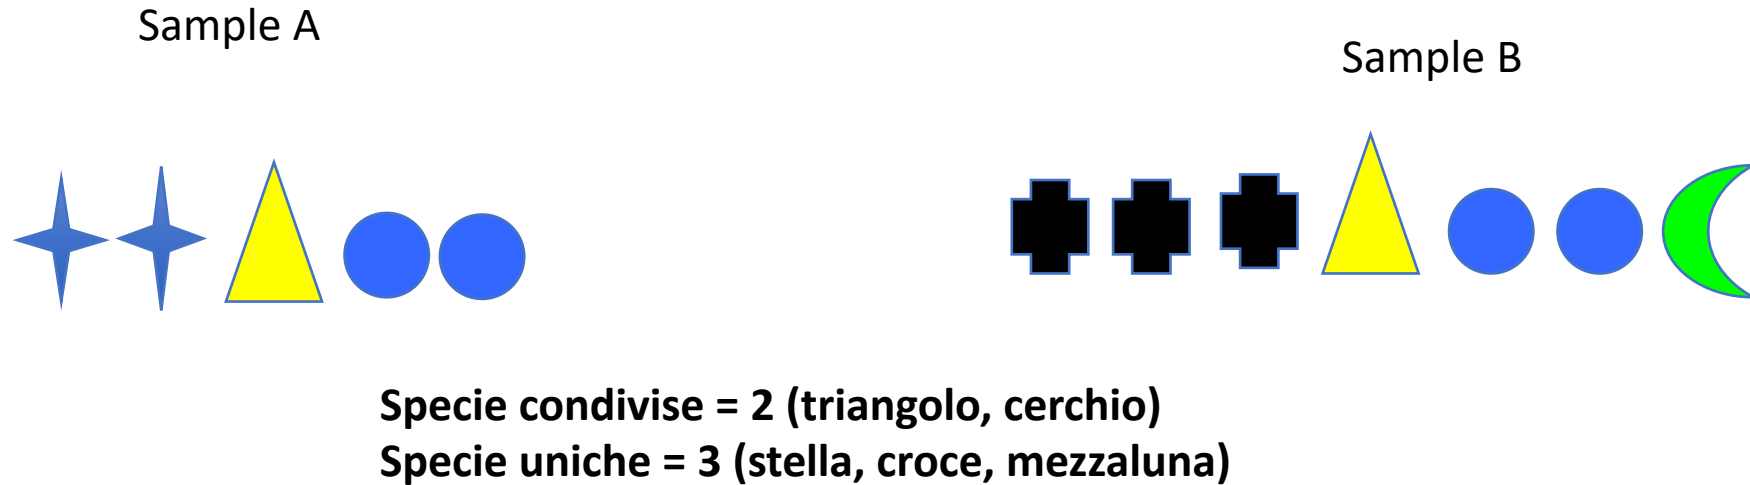 Sample A
Sample B
Specie condivise = 2 (triangolo, cerchio)
Specie uniche = 3 (stella, croce, mezzaluna)